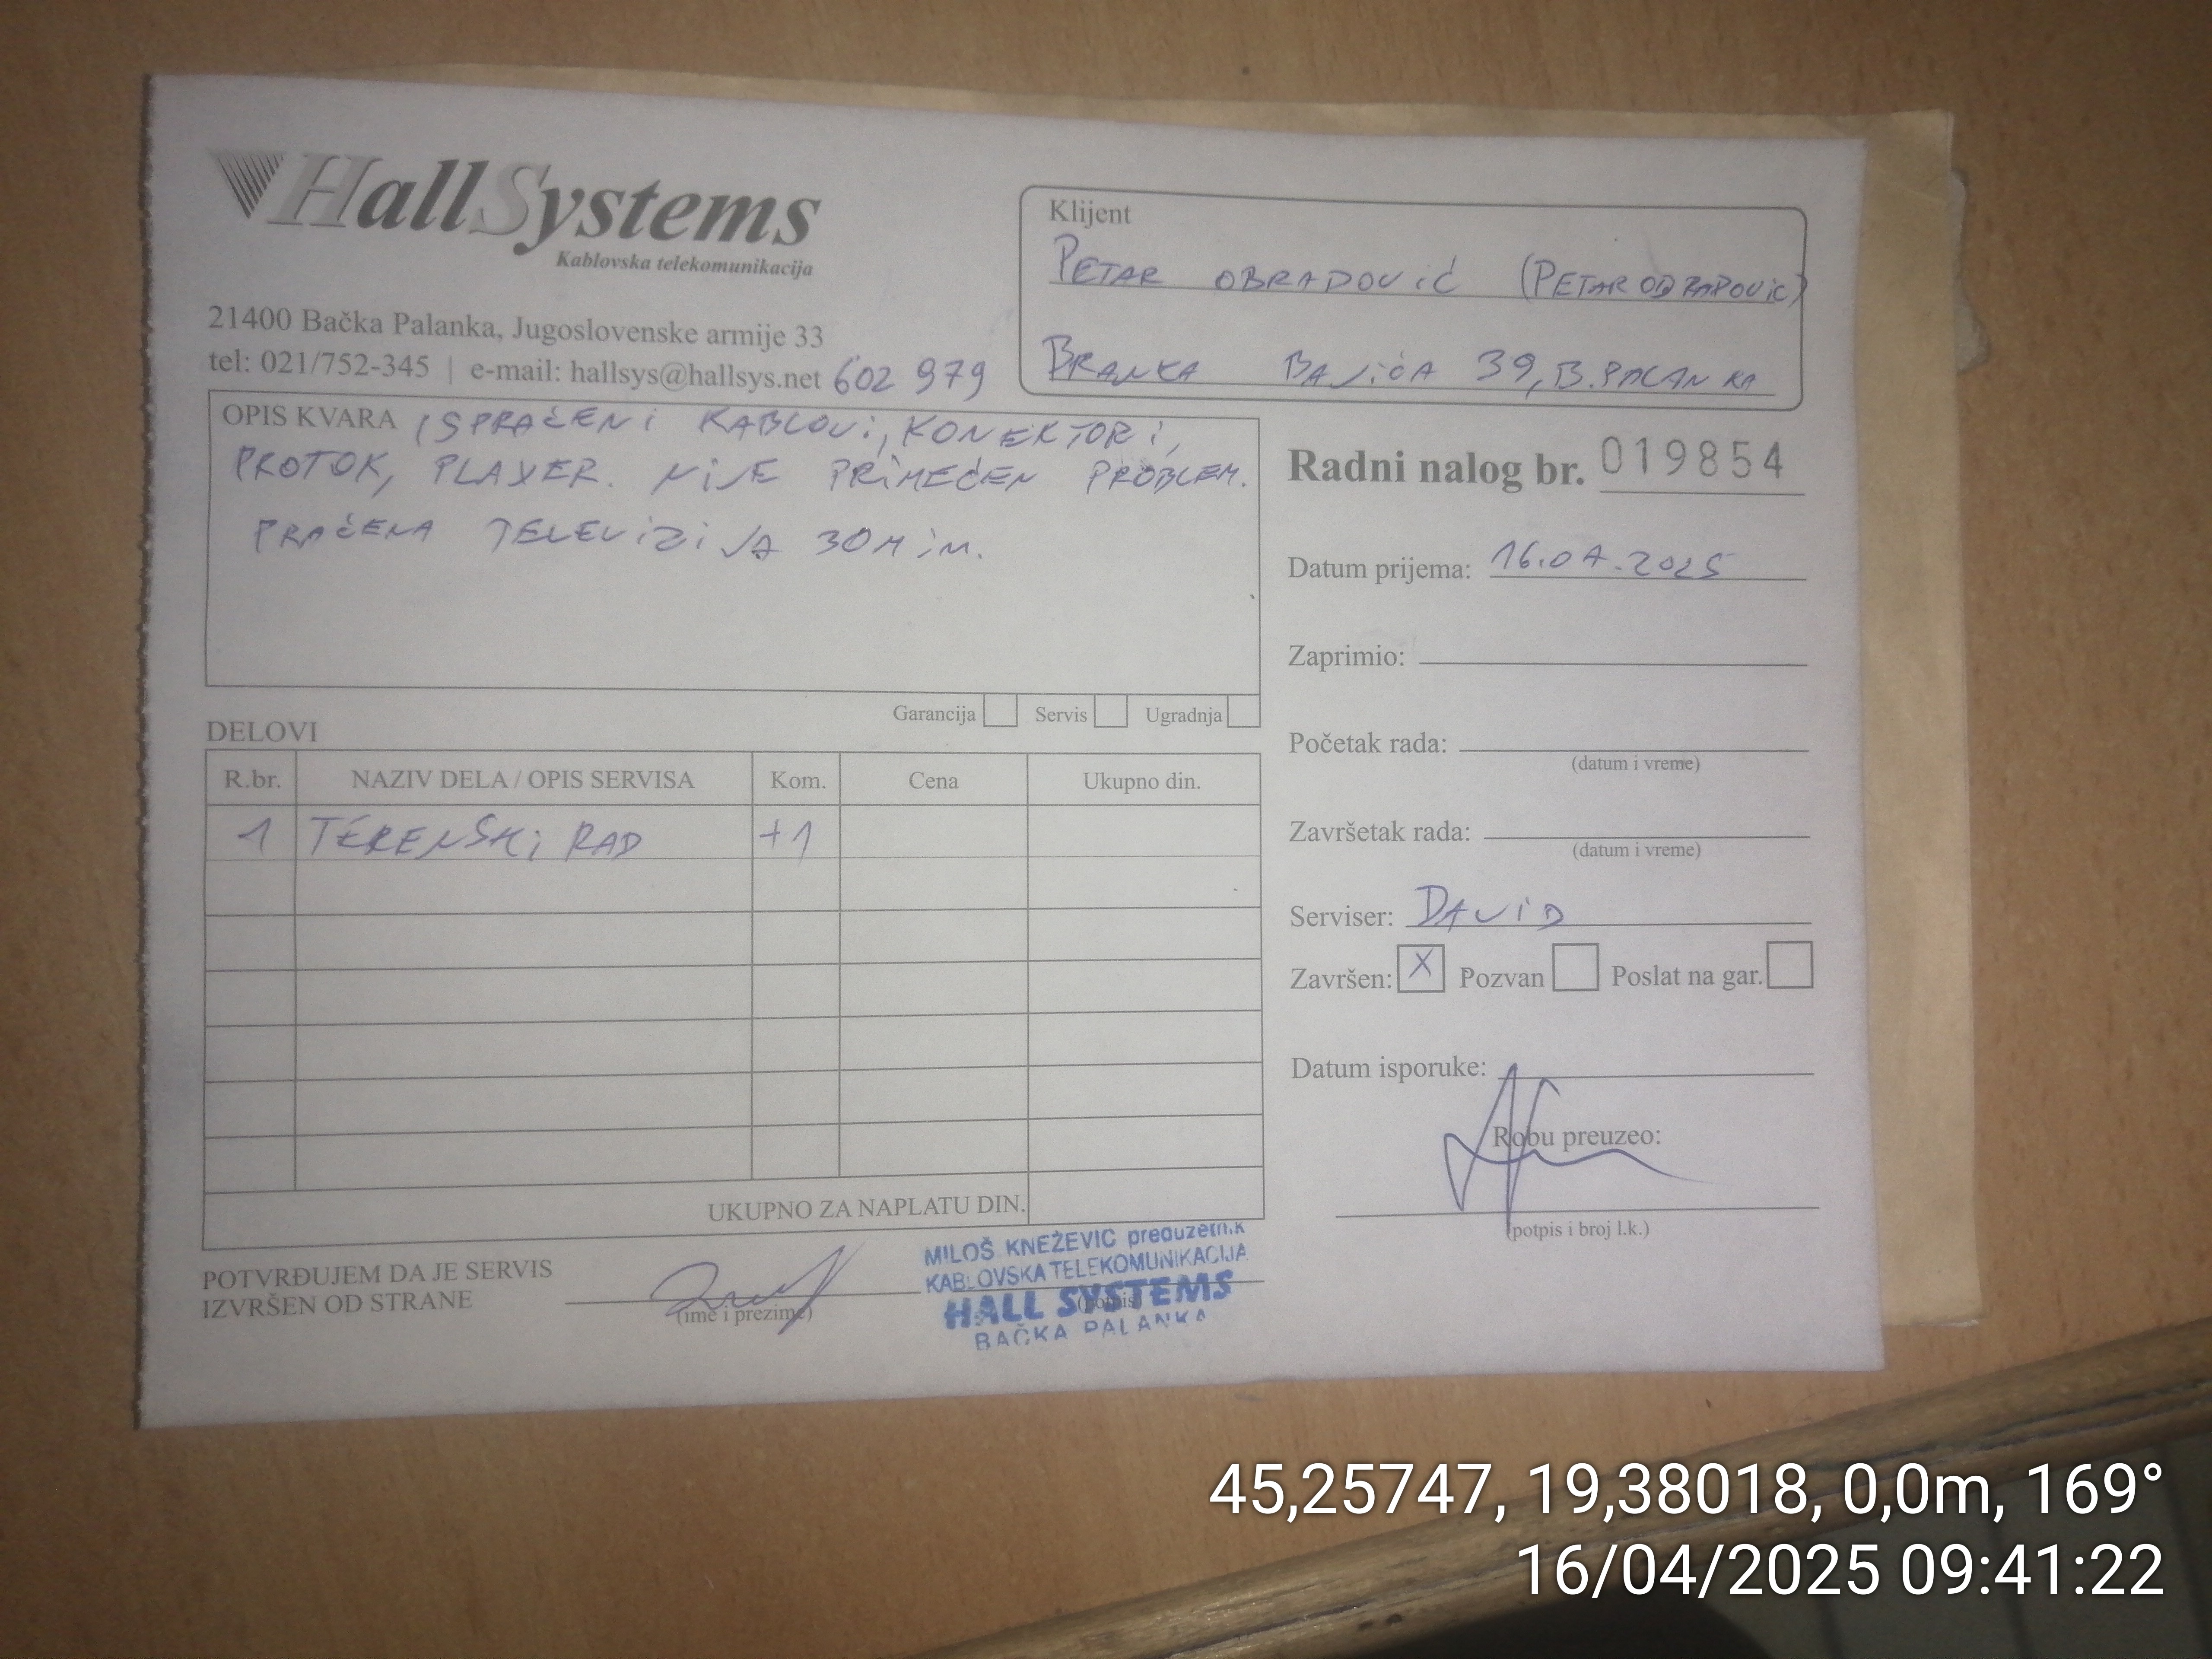 HallSystems
Kablovska telekomunikacija
21400 Bačka Palanka, Jugoslovenske armije 33
tel: 021/752-345 | e-mail: hallsys@hallsys.net 602 979
Klijent
PETAR OBRADOVIĆ (PETARODRADOVIC)
BRANKA BAJIĆA 39, B. PALANKA
OPIS KVARA ISPRAĆENI KABLOVI, KONEKTORI,
PROTOK, PLAYER. NIJE PRIMEĆEN PROBLEM.
PRAĆENA TELEVIZIJA 30MIN.
Garancija Servis Ugradnja
Radni nalog br. 019854
Datum prijema: 16.04.2025
Zaprimio:
Početak rada:
(datum i vreme)
Završetak rada:
(datum i vreme)
Serviser: DAVID
Završen: X Pozvan Poslat na gar.
Datum isporuke:
Robu preuzeo:
(potpis i broj l.k.)
DELOVI
R.br. NAZIV DELA / OPIS SERVISA Kom. Cena Ukupno din.
1 TERENSKI RAD +1
UKUPNO ZA NAPLATU DIN.
POTVRĐUJEM DA JE SERVIS
IZVRŠEN OD STRANE
(ime i prezime)
(potpis)
MILOŠ KNEŽEVIĆ preduzetnik
KABLOVSKA TELEKOMUNIKACIJA
HALL SYSTEMS
BAČKA PALANKA
45,25747, 19,38018, 0,0m, 169°
16/04/2025 09:41:22